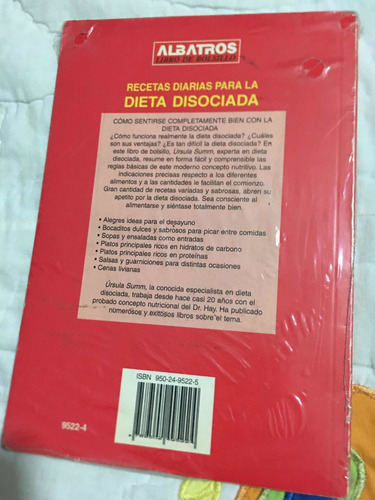 ALBATROS
LIBRO DE BOLSILLO
RECETAS DIARIAS PARA LA
DIETA DISOCIADA
CÓMO SENTIRSE COMPLETAMENTE BIEN CON LA
DIETA DISOCIADA
¿Cómo funciona realmente la dieta disociada? ¿Cuáles
son sus ventajas? ¿Es tan difícil la dieta disociada? En
este libro de bolsillo, Úrsula Summ, experta en dieta
disociada, resume en forma fácil y comprensible las
reglas básicas de este moderno concepto nutritivo. Las
indicaciones precisas respecto a los diferentes
alimentos y a las cantidades le facilitan el comienzo.
Gran cantidad de recetas variadas y sabrosas, abren
su apetito por la dieta disociada. Sea consciente al
alimentarse y siéntase totalmente bien.
• Alegres ideas para el desayuno
• Bocaditos dulces y sabrosos para picar entre comidas
• Sopas y ensaladas como entradas
• Platos principales ricos en hidratos de carbono
• Platos principales ricos en proteínas
• Salsas y guarniciones para distintas ocasiones
• Cenas livianas
Úrsula Summ, la conocida especialista en dieta
disociada, trabaja desde hace casi 20 años con el
probado concepto nutricional del Dr. Hay. Ha publicado
numerosos y exitosos libros sobre el tema.
ISBN 950-24-9522-5
9522-4